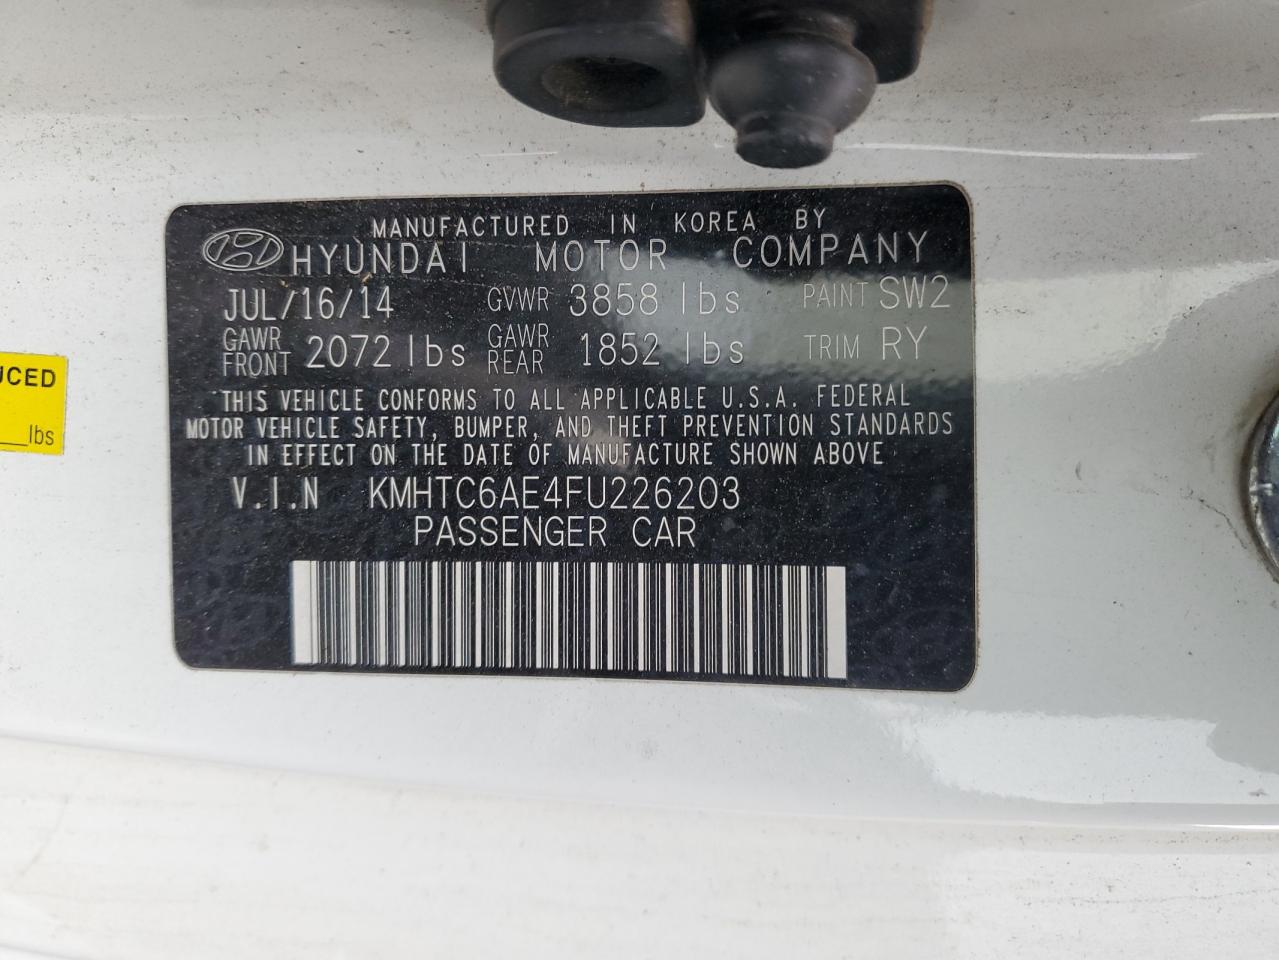 MANUFACTURED IN KOREA BY
HYUNDAI MOTOR COMPANY
JUL/16/14 GVWR 3858 lbs PAINT SW2
GAWR FRONT 2072 lbs GAWR REAR 1852 lbs TRIM RY
THIS VEHICLE CONFORMS TO ALL APPLICABLE U.S.A. FEDERAL
MOTOR VEHICLE SAFETY, BUMPER, AND THEFT PREVENTION STANDARDS
IN EFFECT ON THE DATE OF MANUFACTURE SHOWN ABOVE
V.I.N KMHTC6AE4FU226203
PASSENGER CAR
UCED
lbs